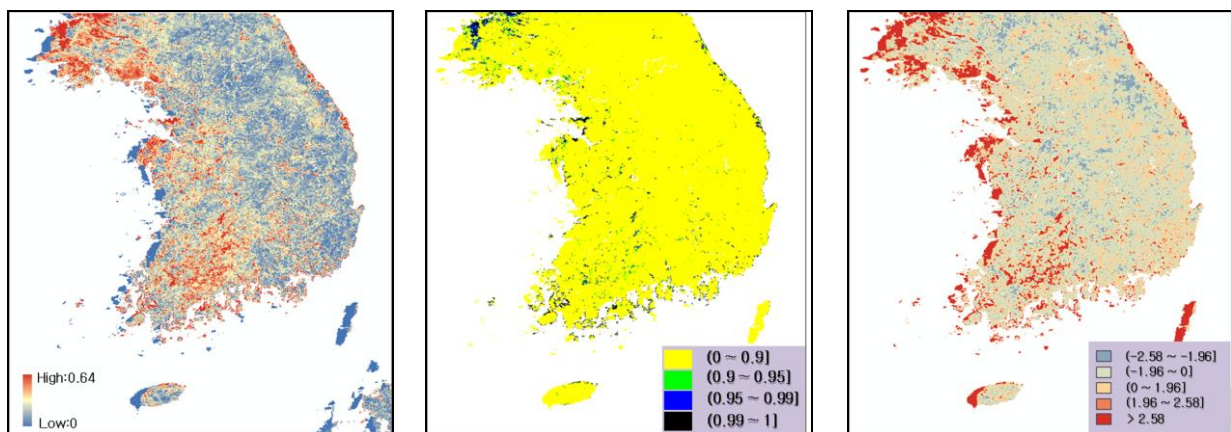 High:0.64
Low:0
(0 ~ 0.9]
(0.9 ~ 0.95]
(0.95 ~ 0.99]
(0.99 ~ 1]
(-2.58 ~ -1.96]
(-1.96 ~ 0]
(0 ~ 1.96]
(1.96 ~ 2.58]
> 2.58